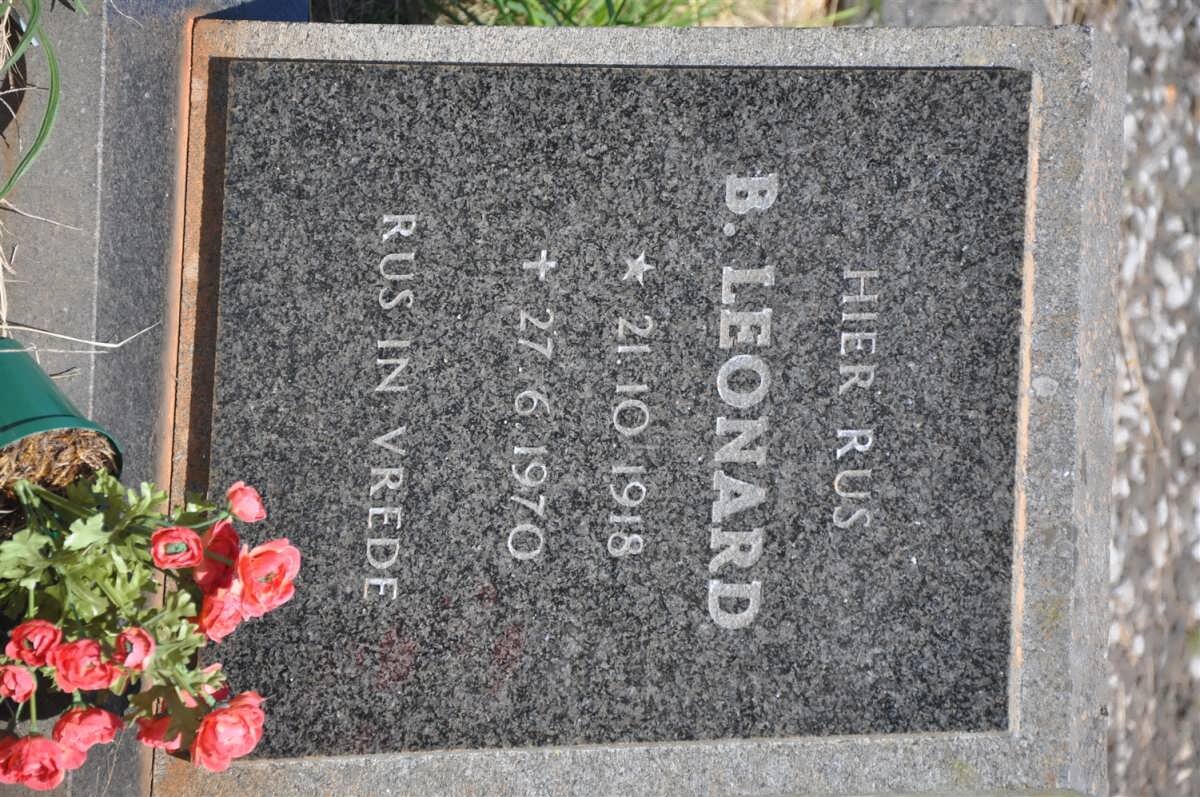 HIER RUS
B. LEONARD
★ 21.10.1918
✝ 27.6.1970
RUS IN VREDE